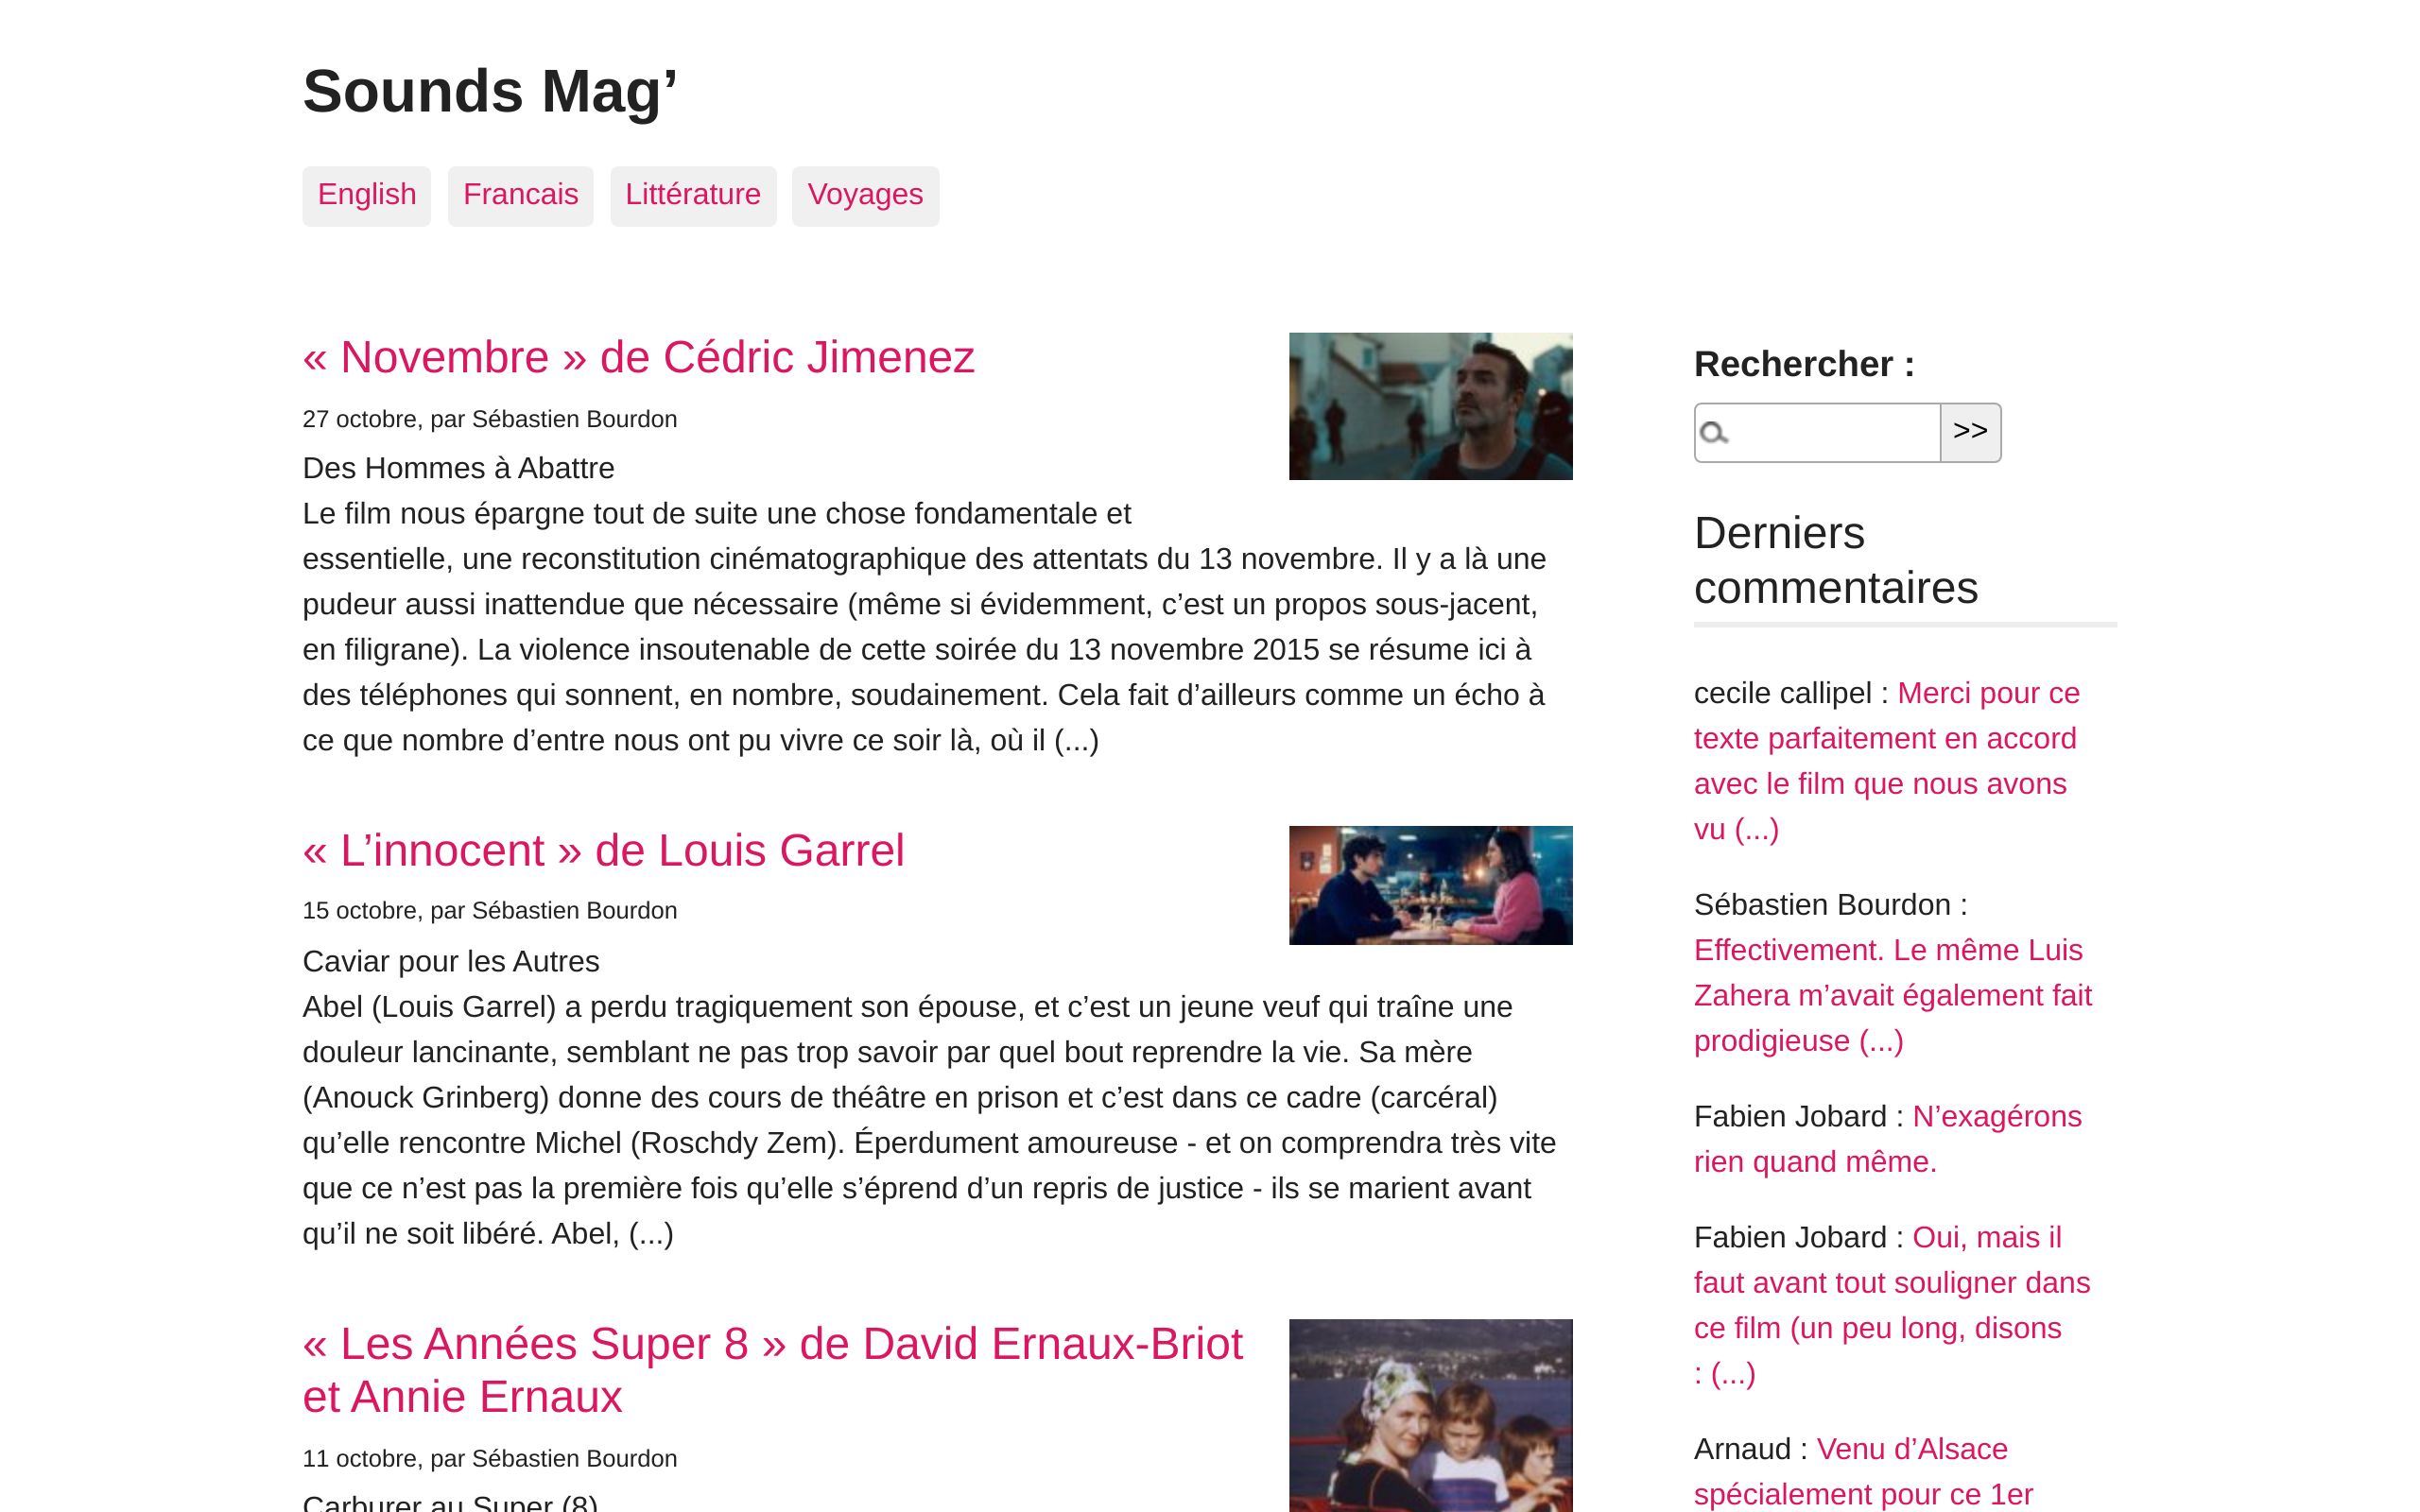 Sounds Mag’
English Francais Littérature Voyages
« Novembre » de Cédric Jimenez
27 octobre, par Sébastien Bourdon
Des Hommes à Abattre
Le film nous épargne tout de suite une chose fondamentale et
essentielle, une reconstitution cinématographique des attentats du 13 novembre. Il y a là une
pudeur aussi inattendue que nécessaire (même si évidemment, c’est un propos sous-jacent,
en filigrane). La violence insoutenable de cette soirée du 13 novembre 2015 se résume ici à
des téléphones qui sonnent, en nombre, soudainement. Cela fait d’ailleurs comme un écho à
ce que nombre d’entre nous ont pu vivre ce soir là, où il (...)
« L’innocent » de Louis Garrel
15 octobre, par Sébastien Bourdon
Caviar pour les Autres
Abel (Louis Garrel) a perdu tragiquement son épouse, et c’est un jeune veuf qui traîne une
douleur lancinante, semblant ne pas trop savoir par quel bout reprendre la vie. Sa mère
(Anouck Grinberg) donne des cours de théâtre en prison et c’est dans ce cadre (carcéral)
qu’elle rencontre Michel (Roschdy Zem). Éperdument amoureuse - et on comprendra très vite
que ce n’est pas la première fois qu’elle s’éprend d’un repris de justice - ils se marient avant
qu’il ne soit libéré. Abel, (...)
« Les Années Super 8 » de David Ernaux-Briot
et Annie Ernaux
11 octobre, par Sébastien Bourdon
Carburer au Super (8)
Rechercher :
>>
Derniers
commentaires
cecile callipel : Merci pour ce
texte parfaitement en accord
avec le film que nous avons
vu (...)
Sébastien Bourdon :
Effectivement. Le même Luis
Zahera m’avait également fait
prodigieuse (...)
Fabien Jobard : N’exagérons
rien quand même.
Fabien Jobard : Oui, mais il
faut avant tout souligner dans
ce film (un peu long, disons
: (...)
Arnaud : Venu d’Alsace
spécialement pour ce 1er